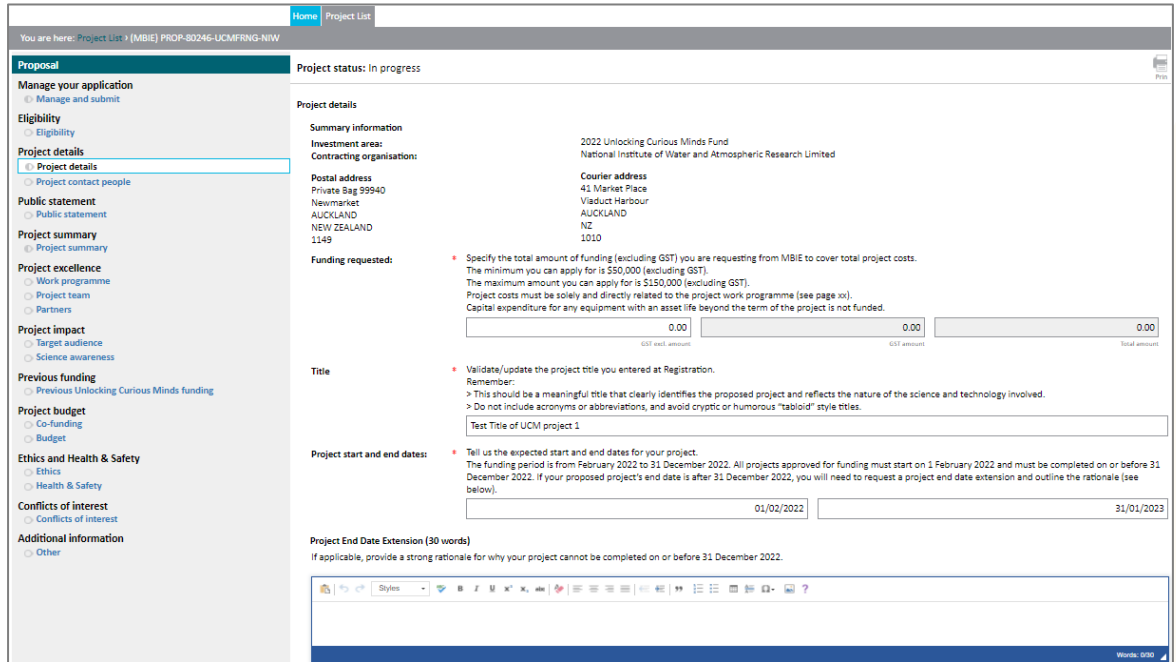 Home Project List
You are here: Project List › (MBIE) PROP-80246-UCMFRNG-NIW
Proposal
Manage your application
Manage and submit
Eligibility
Eligibility
Project details
Project details
Project contact people
Public statement
Public statement
Project summary
Project summary
Project excellence
Work programme
Project team
Partners
Project impact
Target audience
Science awareness
Previous funding
Previous Unlocking Curious Minds funding
Project budget
Co-funding
Budget
Ethics and Health & Safety
Ethics
Health & Safety
Conflicts of interest
Conflicts of interest
Additional information
Other
Project status: In progress
Print
Project details
Summary information
Investment area: 2022 Unlocking Curious Minds Fund
Contracting organisation: National Institute of Water and Atmospheric Research Limited
Postal address
Private Bag 99940
Newmarket
AUCKLAND
NEW ZEALAND
1149
Courier address
41 Market Place
Viaduct Harbour
AUCKLAND
NZ
1010
Funding requested: * Specify the total amount of funding (excluding GST) you are requesting from MBIE to cover total project costs.
The minimum you can apply for is $50,000 (excluding GST).
The maximum amount you can apply for is $150,000 (excluding GST).
Project costs must be solely and directly related to the project work programme (see page xx).
Capital expenditure for any equipment with an asset life beyond the term of the project is not funded.
0.00 0.00 0.00
GST excl. amount GST amount Total amount
Title * Validate/update the project title you entered at Registration.
Remember:
> This should be a meaningful title that clearly identifies the proposed project and reflects the nature of the science and technology involved.
> Do not include acronyms or abbreviations, and avoid cryptic or humorous "tabloid" style titles.
Test Title of UCM project 1
Project start and end dates: * Tell us the expected start and end dates for your project.
The funding period is from February 2022 to 31 December 2022. All projects approved for funding must start on 1 February 2022 and must be completed on or before 31
December 2022. If your proposed project's end date is after 31 December 2022, you will need to request a project end date extension and outline the rationale (see
below).
01/02/2022 31/01/2023
Project End Date Extension (30 words)
If applicable, provide a strong rationale for why your project cannot be completed on or before 31 December 2022.
Styles B I U x² x₂ abc Ω ?
Words: 0/30